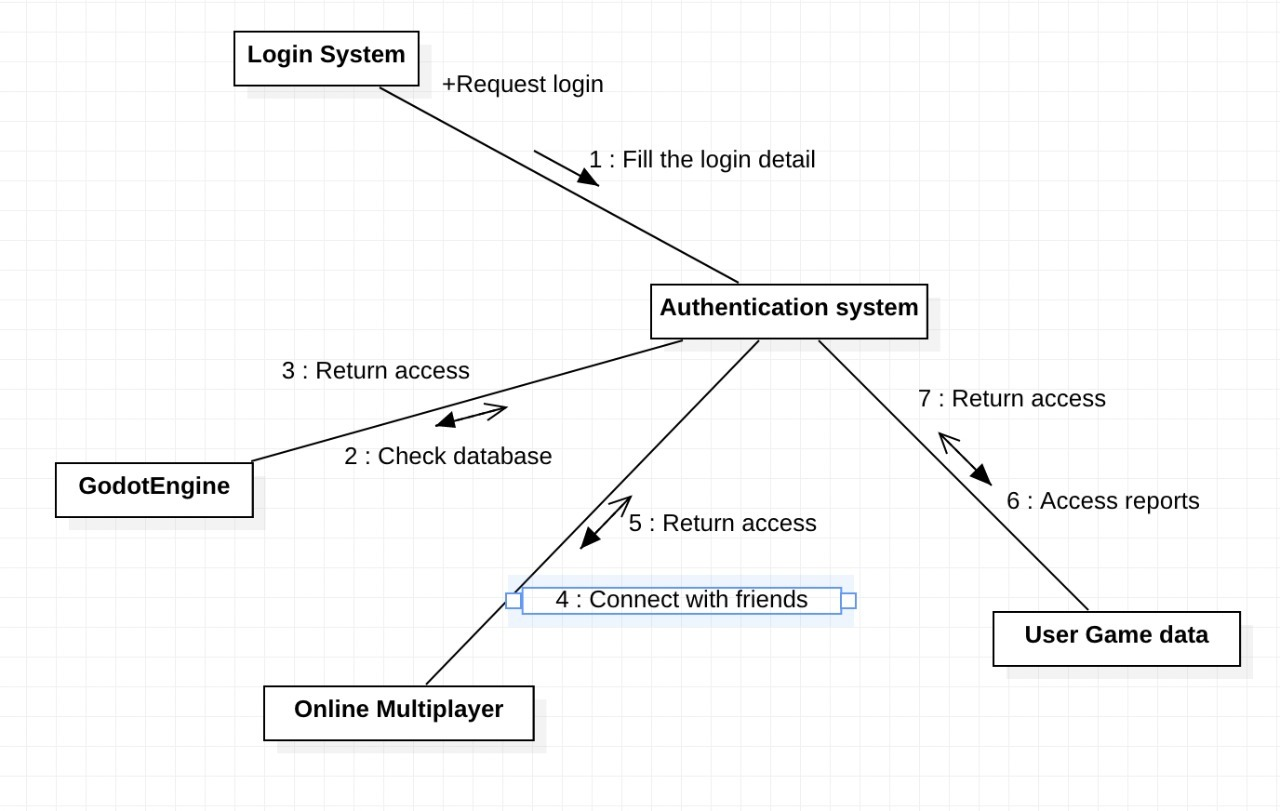 Login System
+Request login
1 : Fill the login detail
Authentication system
3 : Return access
7 : Return access
2 : Check database
GodotEngine
6 : Access reports
5 : Return access
4 : Connect with friends
User Game data
Online Multiplayer